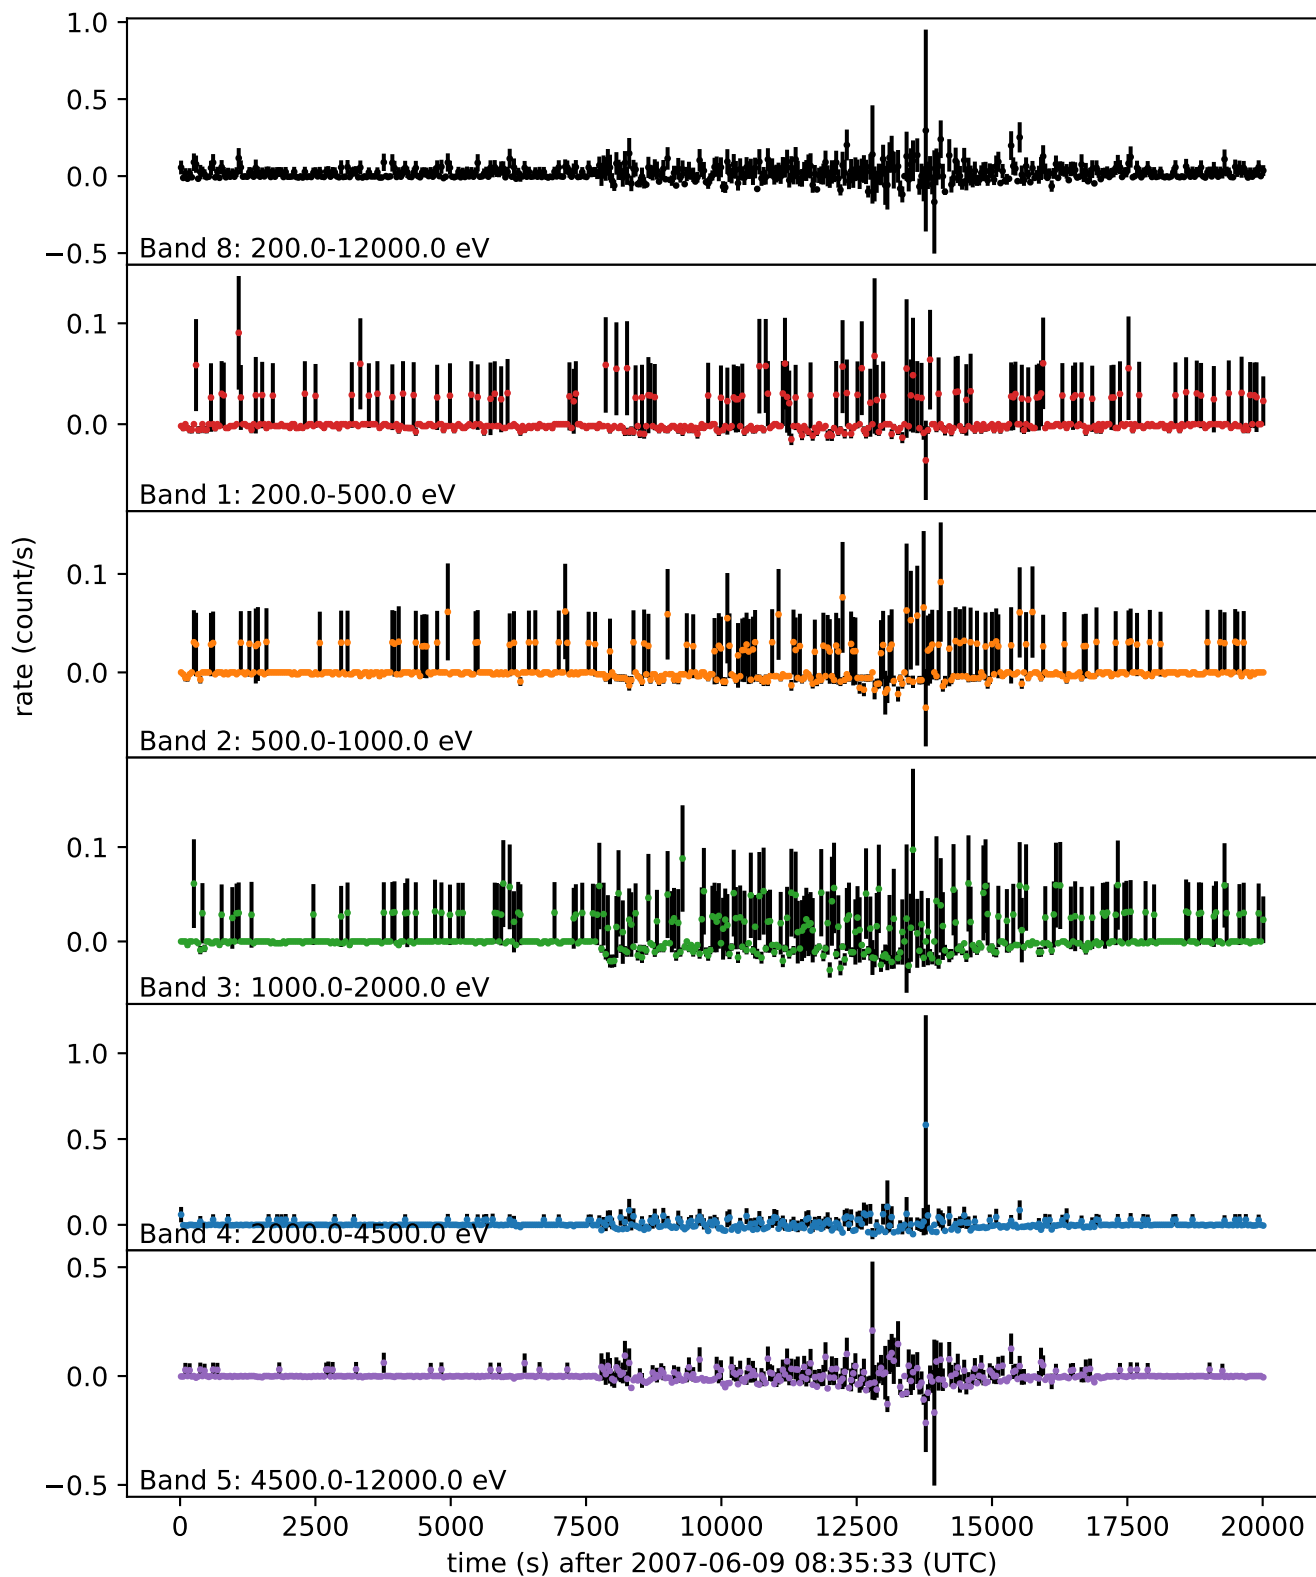 1.0
0.5
0.0
−0.5
Band 8: 200.0-12000.0 eV
0.1
0.0
Band 1: 200.0-500.0 eV
0.1
0.0
Band 2: 500.0-1000.0 eV
rate (count/s)
0.1
0.0
Band 3: 1000.0-2000.0 eV
1.0
0.5
0.0
Band 4: 2000.0-4500.0 eV
0.5
0.0
−0.5
Band 5: 4500.0-12000.0 eV
0 2500 5000 7500 10000 12500 15000 17500 20000
time (s) after 2007-06-09 08:35:33 (UTC)